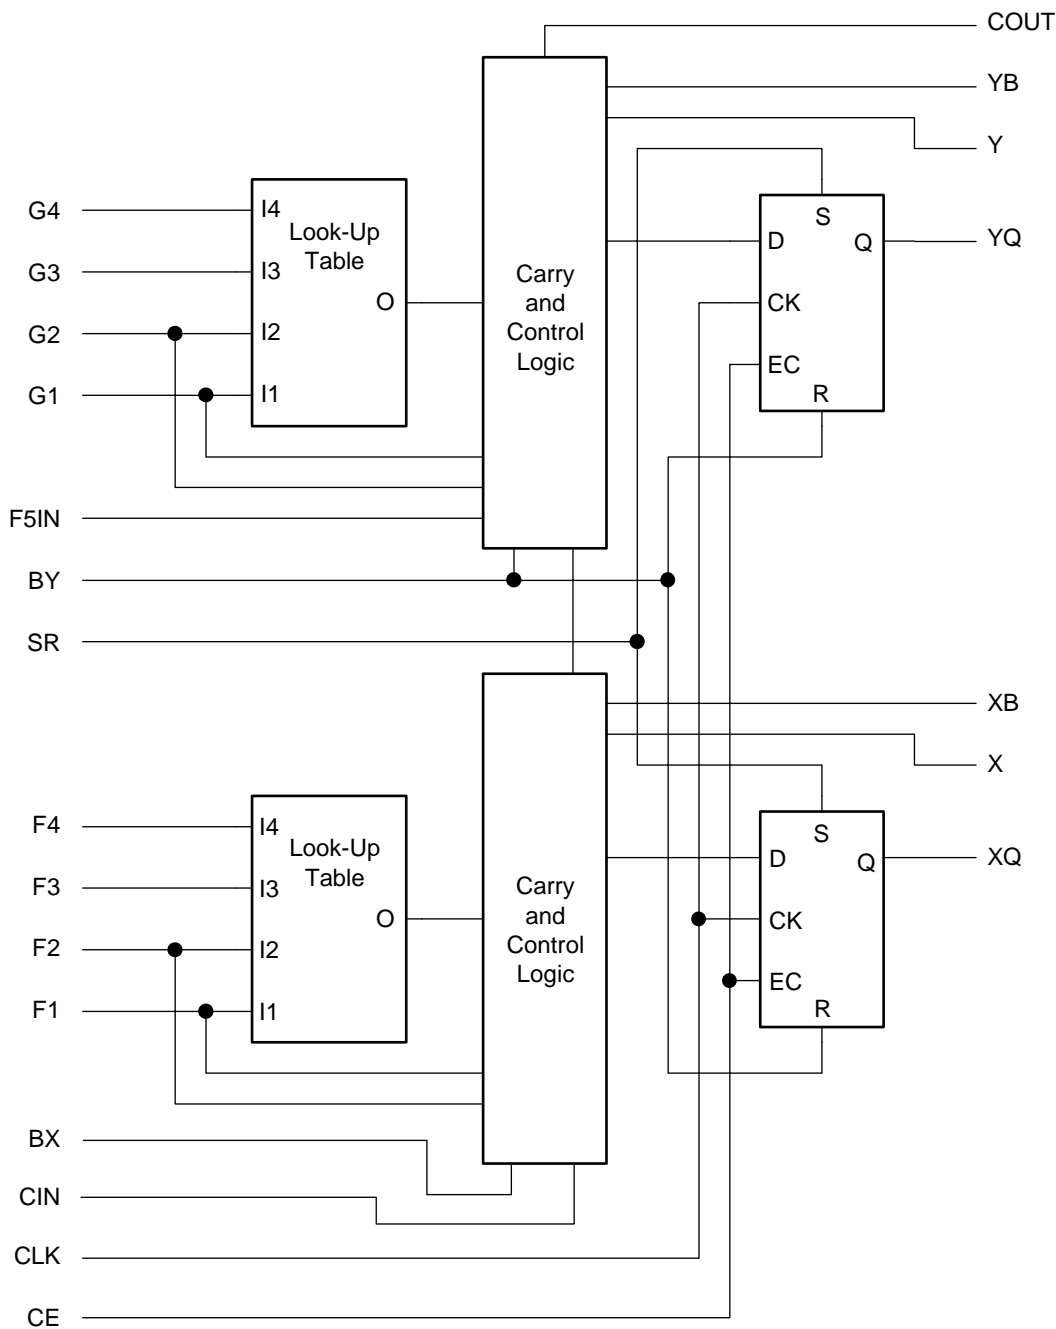 COUT
YB
Y
G4
I4
Look-Up
Table
S
D
Q
YQ
G3
I3
Carry
and
Control
Logic
O
CK
G2
I2
EC
G1
I1
R
F5IN
BY
SR
XB
X
F4
I4
Look-Up
Table
S
D
Q
XQ
F3
I3
Carry
and
Control
Logic
O
CK
F2
I2
EC
F1
I1
R
BX
CIN
CLK
CE